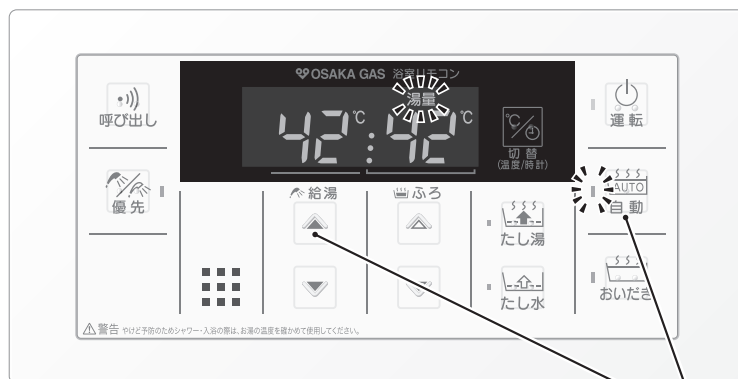 OSAKA GAS 浴室リモコン
湯量
42℃:42℃
℃/
切替
(温度/時計)
呼び出し
運転
優先
給湯
ふろ
AUTO
自動
たし湯
たし水
おいだき
警告 やけど予防のためシャワー・入浴の際は、お湯の温度を確かめて使用してください。